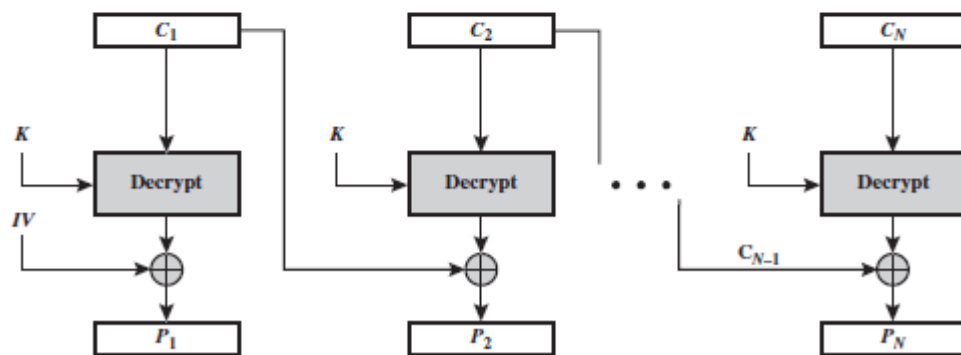 C1 C2 CN
K K K
Decrypt Decrypt Decrypt
IV
CN–1
P1 P2 PN